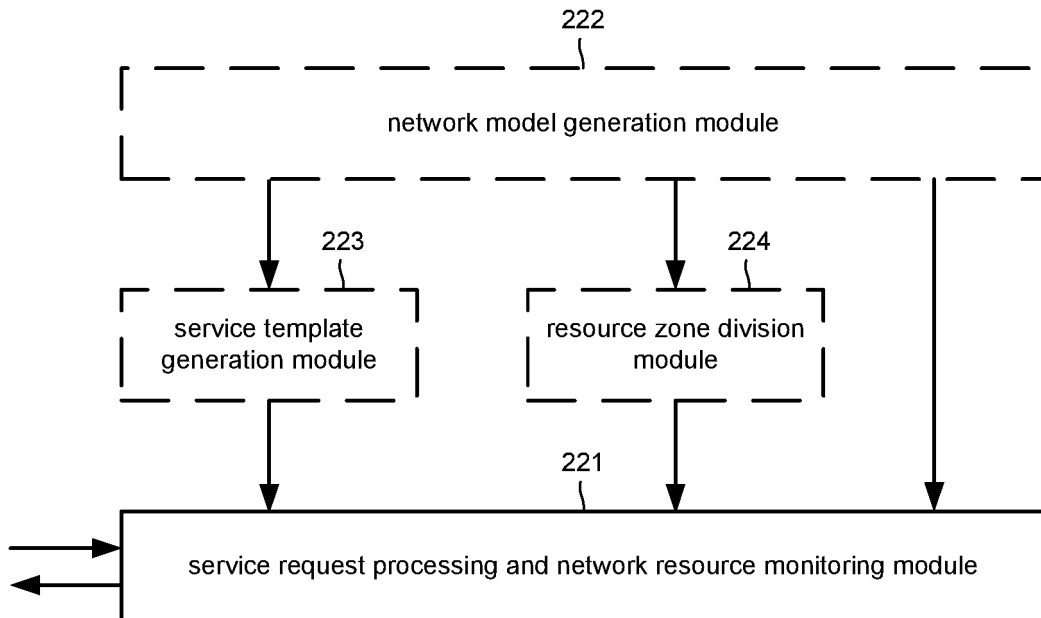 222
network model generation module
223
224
service template
generation module
resource zone division
module
221
service request processing and network resource monitoring module